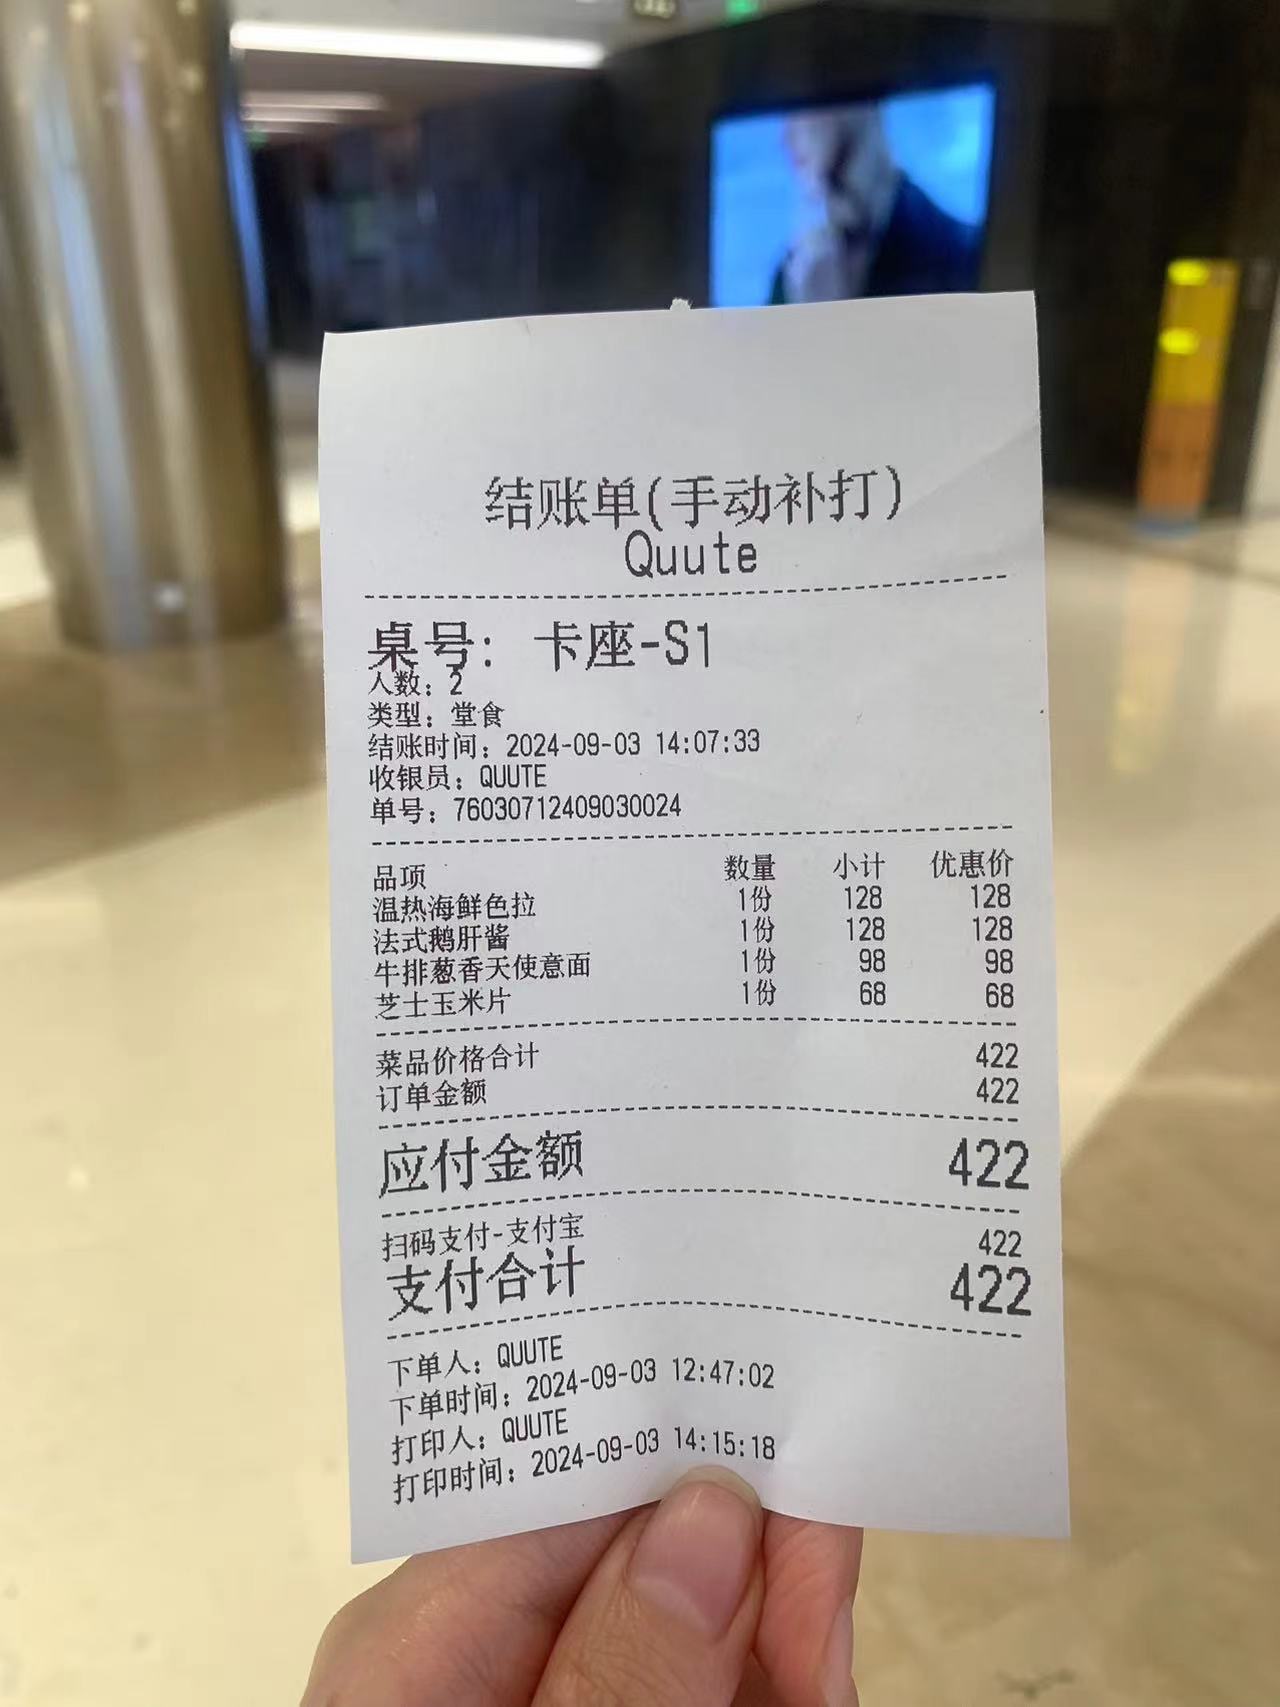 结账单(手动补打)
Quute
桌号: 卡座-S1
人数: 2
类型: 堂食
结账时间: 2024-09-03 14:07:33
收银员: QUUTE
单号: 76030712409030024
品项 数量 小计 优惠价
温热海鲜色拉 1份 128 128
法式鹅肝酱 1份 128 128
牛排葱香天使意面 1份 98 98
芝士玉米片 1份 68 68
菜品价格合计 422
订单金额 422
应付金额 422
扫码支付-支付宝 422
支付合计 422
下单人: QUUTE
下单时间: 2024-09-03 12:47:02
打印人: QUUTE
打印时间: 2024-09-03 14:15:18